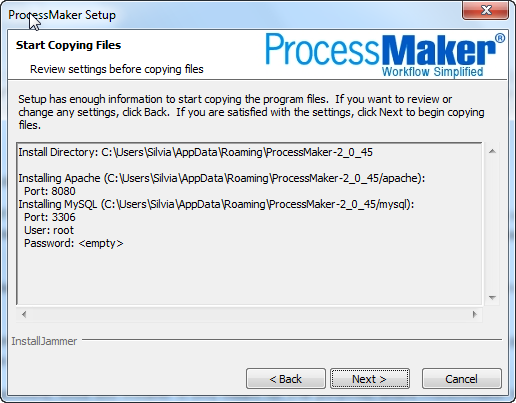 ProcessMaker Setup
Start Copying Files
Review settings before copying files
ProcessMaker®
Workflow Simplified
Setup has enough information to start copying the program files.  If you want to review or
change any settings, click Back.  If you are satisfied with the settings, click Next to begin copying
files.
Install Directory: C:\Users\Silvia\AppData\Roaming\ProcessMaker-2_0_45
Installing Apache (C:\Users\Silvia\AppData\Roaming\ProcessMaker-2_0_45/apache):
Port: 8080
Installing MySQL (C:\Users\Silvia\AppData\Roaming\ProcessMaker-2_0_45/mysql):
Port: 3306
User: root
Password: <empty>
InstallJammer
< Back
Next >
Cancel